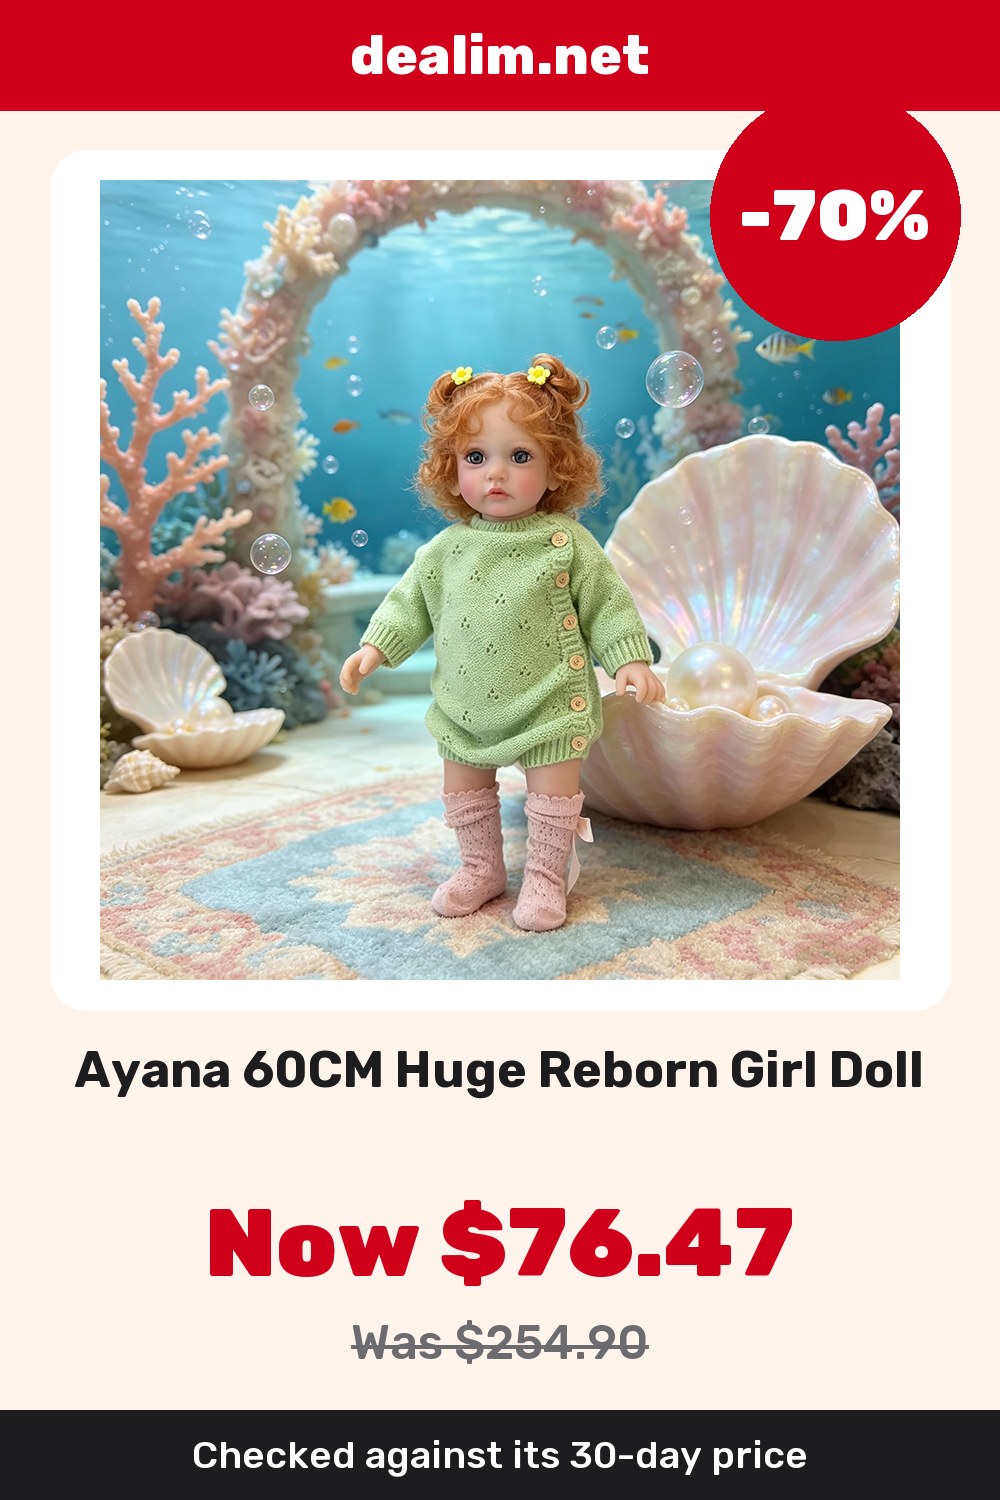 dealim.net
-70%
Ayana 60CM Huge Reborn Girl Doll
Now $76.47
Was $254.90
Checked against its 30-day price